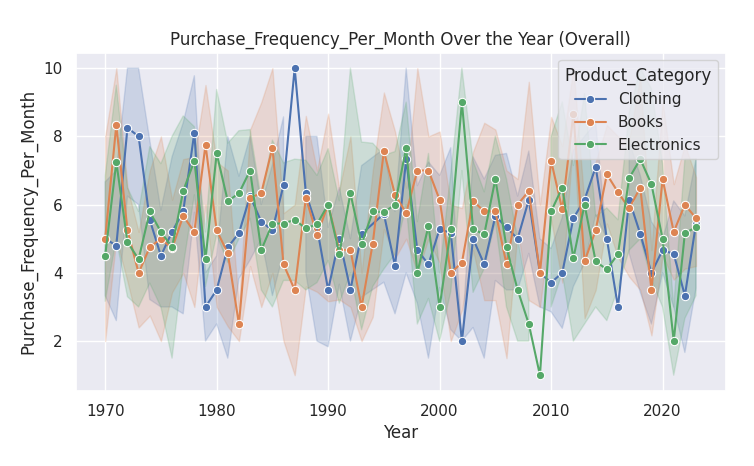 Purchase_Frequency_Per_Month Over the Year (Overall)
Purchase_Frequency_Per_Month
10
8
6
4
2
Product_Category
Clothing
Books
Electronics
1970
1980
1990
2000
2010
2020
Year